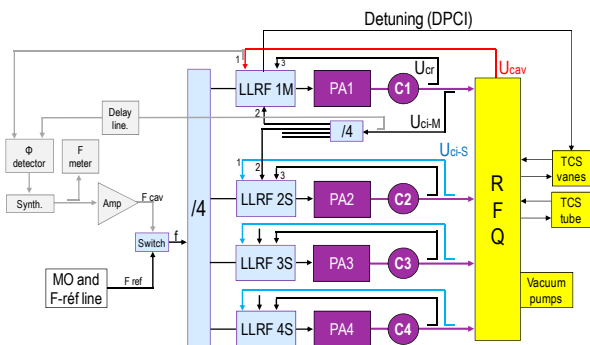 Detuning (DPCI)
1
3
Ucr
Ucav
LLRF 1M
PA1
C1
2
/4
Uci-M
Delay
line.
Φ
detector
F
meter
Uci-S
TCS
vanes
1
2
3
LLRF 2S
PA2
C2
R
F
Q
TCS
tube
Synth.
Amp
F cav
/4
Switch
f
LLRF 3S
PA3
C3
MO and
F-réf line
F ref
Vacuum
pumps
LLRF 4S
PA4
C4